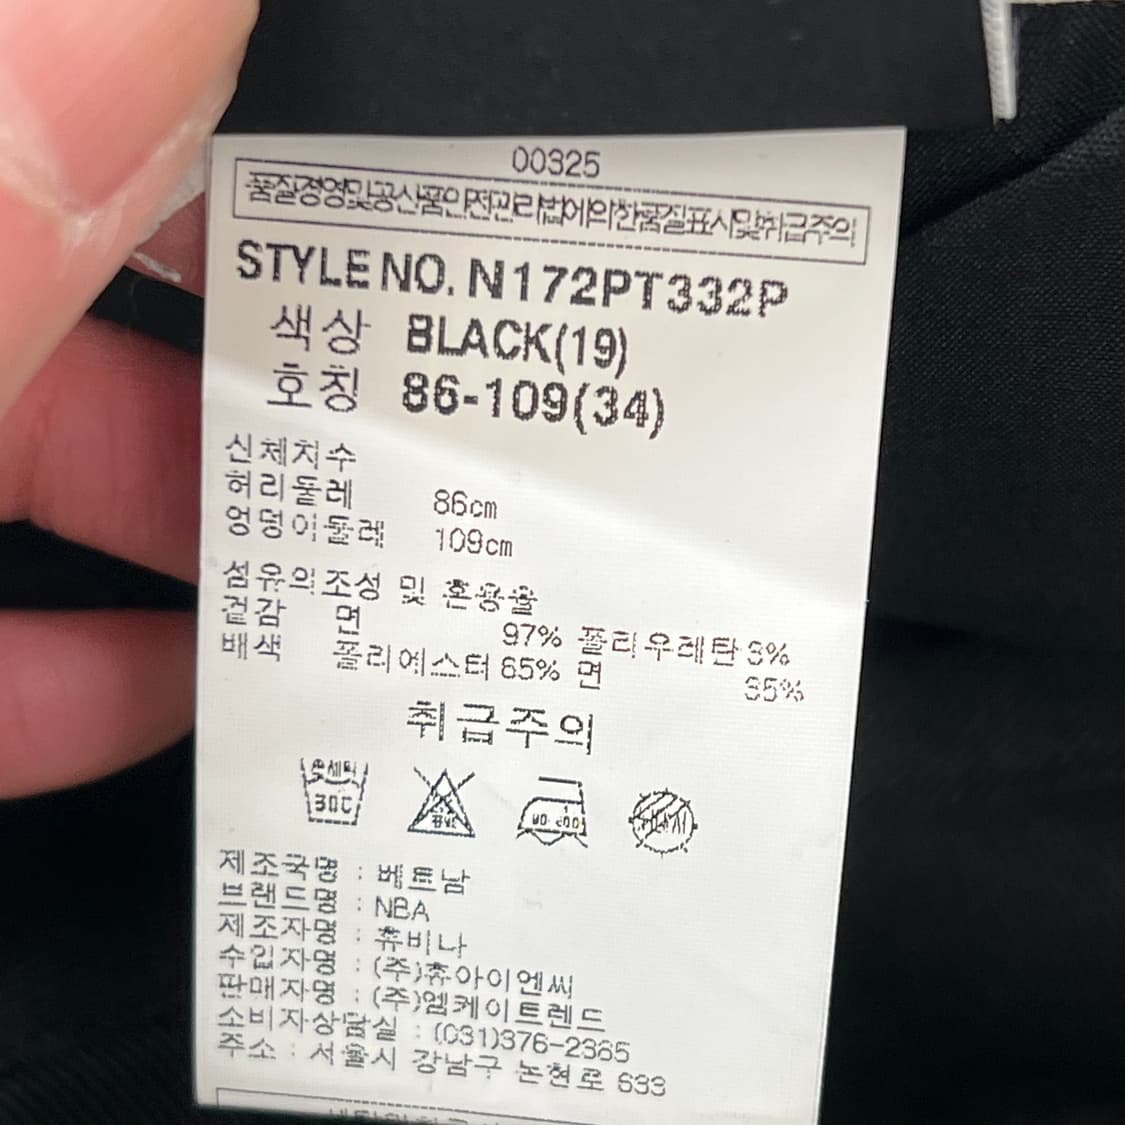 00325
품질경영및공산품안전관리법에의한품질표시및취급주의
STYLE NO. N172PT332P
색상 BLACK(19)
호칭 86-109(34)
신체치수
허리둘레 86cm
엉덩이둘레 109cm
섬유의조성 및 혼용율
겉감 면 97% 폴리우레탄 3%
배색 폴리에스터 65% 면 35%
취급주의
손세탁
30C
제조국명 : 베트남
브랜드명 : NBA
제조자명 : 휴비나
수입자명 : (주)휴아이엔씨
판매자명 : (주)엠케이트렌드
소비자상담실 : (031)376-2365
주소 : 서울시 강남구 논현로 633